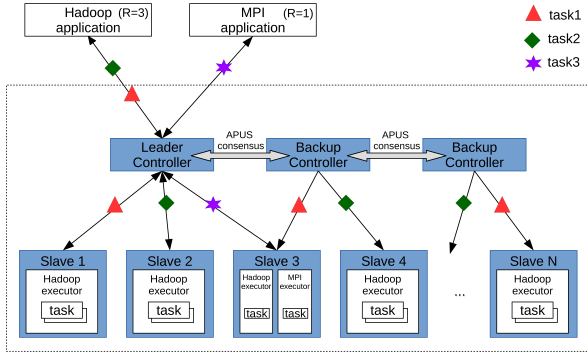 Hadoop (R=3)
application
MPI (R=1)
application
task1
task2
task3
Leader
Controller
APUS
consensus
Backup
Controller
APUS
consensus
Backup
Controller
Slave 1
Hadoop
executor
task
Slave 2
Hadoop
executor
task
Slave 3
Hadoop
executor
task
MPI
executor
task
Slave 4
Hadoop
executor
task
...
Slave N
Hadoop
executor
task